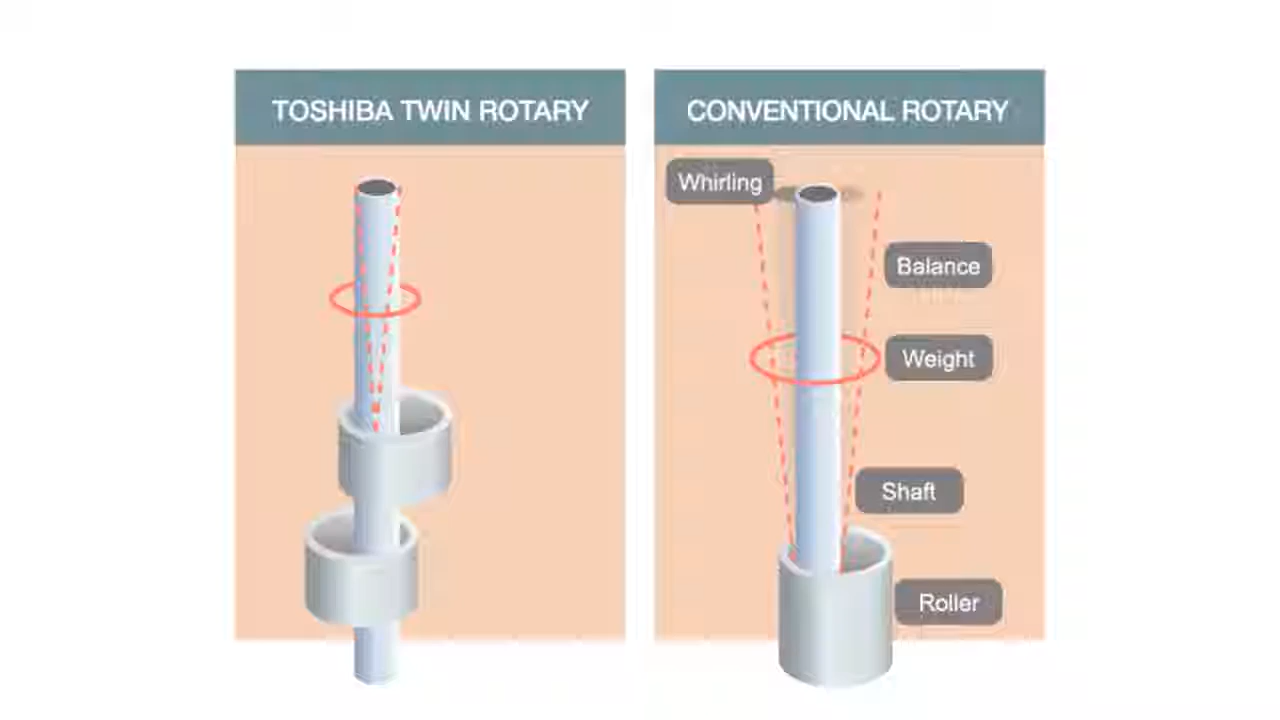 TOSHIBA TWIN ROTARY
CONVENTIONAL ROTARY
Whirling
Balance
Weight
Shaft
Roller